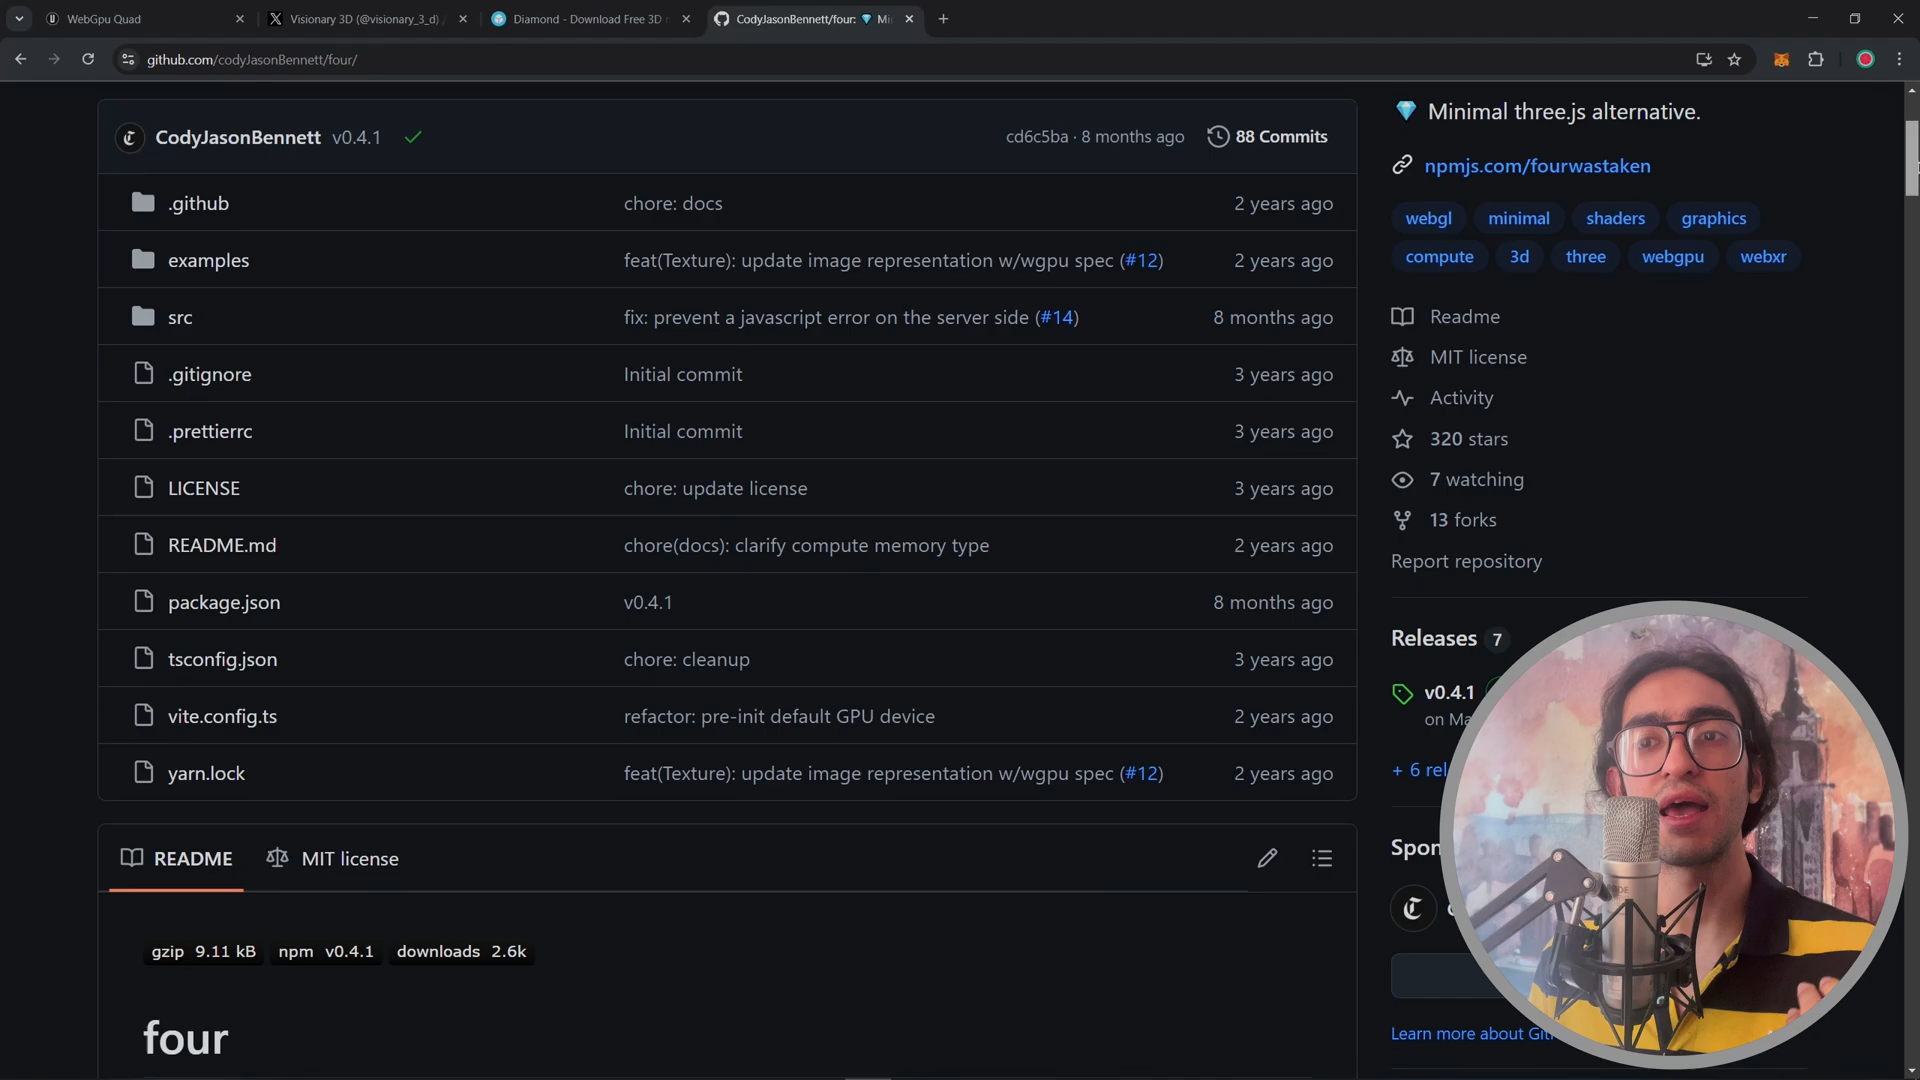 WebGpu Quad
Visionary 3D (@visionary_3_d)
Diamond - Download Free 3D
CodyJasonBennett/four: 💎 Mi
github.com/codyJasonBennett/four/
CodyJasonBennett v0.4.1
cd6c5ba · 8 months ago 88 Commits
.github chore: docs 2 years ago
examples feat(Texture): update image representation w/wgpu spec (#12) 2 years ago
src fix: prevent a javascript error on the server side (#14) 8 months ago
.gitignore Initial commit 3 years ago
.prettierrc Initial commit 3 years ago
LICENSE chore: update license 3 years ago
README.md chore(docs): clarify compute memory type 2 years ago
package.json v0.4.1 8 months ago
tsconfig.json chore: cleanup 3 years ago
vite.config.ts refactor: pre-init default GPU device 2 years ago
yarn.lock feat(Texture): update image representation w/wgpu spec (#12) 2 years ago
README MIT license
gzip 9.11 kB npm v0.4.1 downloads 2.6k
four
💎 Minimal three.js alternative.
npmjs.com/fourwastaken
webgl minimal shaders graphics
compute 3d three webgpu webxr
Readme
MIT license
Activity
320 stars
7 watching
13 forks
Report repository
Releases 7
v0.4.1
on Ma
+ 6 rel
Spon
Learn more about Git